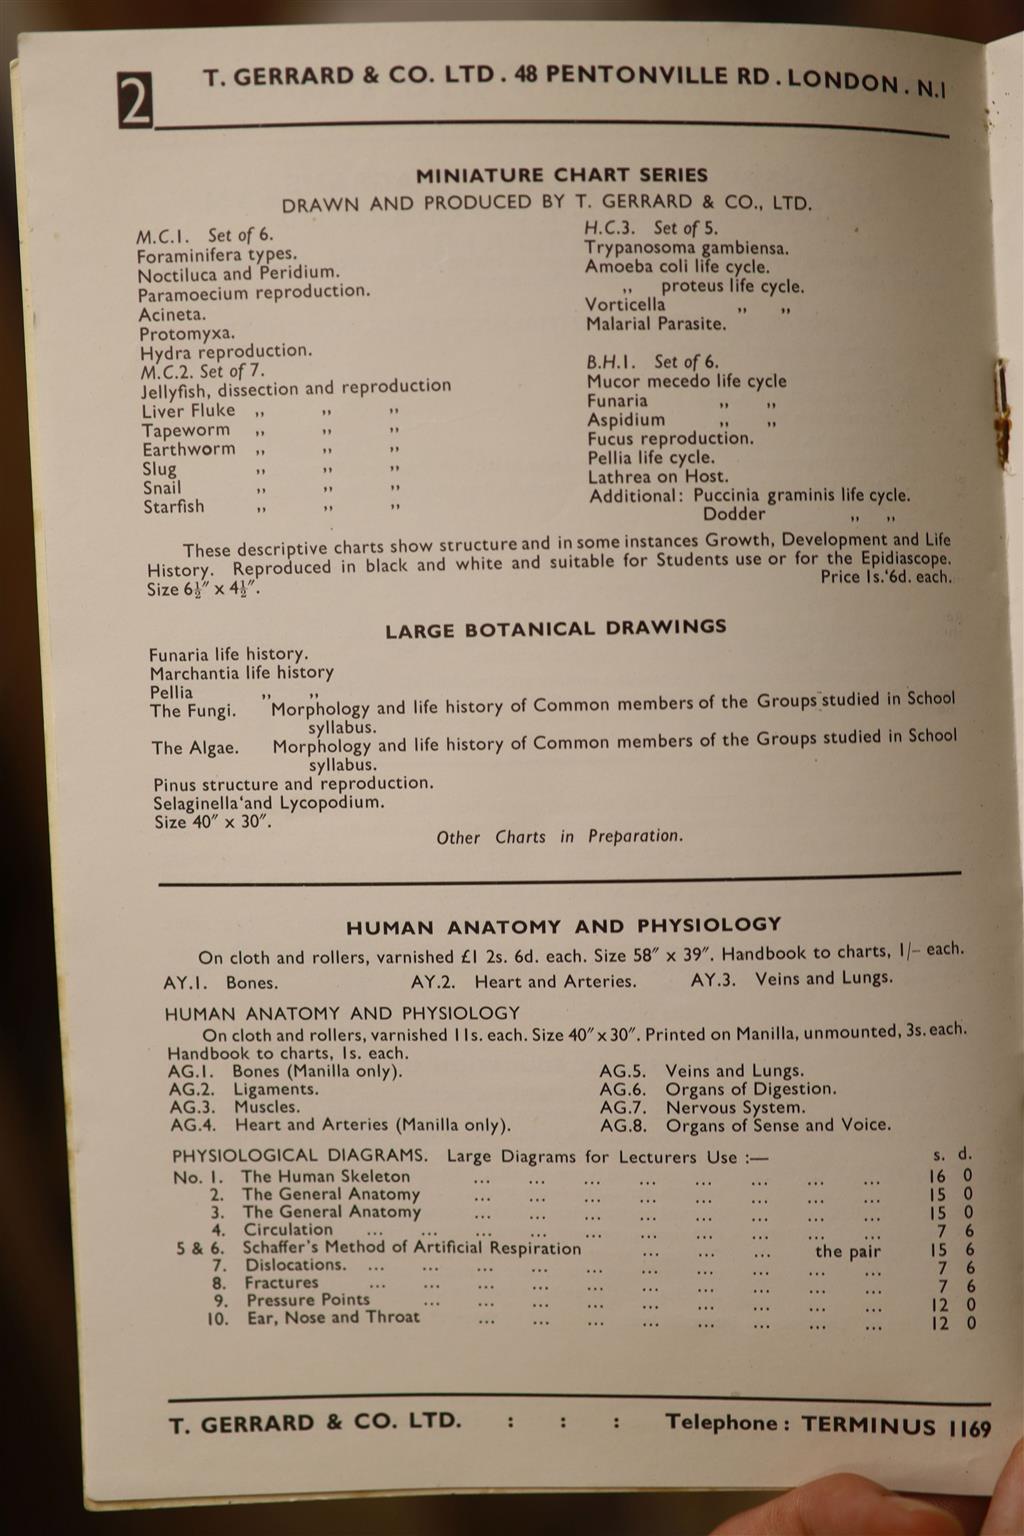 2
T. GERRARD & CO. LTD. 48 PENTONVILLE RD. LONDON. N.1
MINIATURE CHART SERIES
DRAWN AND PRODUCED BY T. GERRARD & CO., LTD.
M.C.1. Set of 6.
Foraminifera types.
Noctiluca and Peridium.
Paramoecium reproduction.
Acineta.
Protomyxa.
Hydra reproduction.
M.C.2. Set of 7.
Jellyfish, dissection and reproduction
Liver Fluke ,, ,, ,,
Tapeworm ,, ,, ,,
Earthworm ,, ,, ,,
Slug ,, ,, ,,
Snail ,, ,, ,,
Starfish ,, ,, ,,
H.C.3. Set of 5.
Trypanosoma gambiensa.
Amoeba coli life cycle.
,, proteus life cycle.
Vorticella ,, ,,
Malarial Parasite.
B.H.1. Set of 6.
Mucor mecedo life cycle
Funaria ,, ,,
Aspidium ,, ,,
Fucus reproduction.
Pellia life cycle.
Lathrea on Host.
Additional: Puccinia graminis life cycle.
Dodder ,, ,,
These descriptive charts show structure and in some instances Growth, Development and Life
History. Reproduced in black and white and suitable for Students use or for the Epidiascope.
Size 6½″ x 4½″. Price 1s.'6d. each.
LARGE BOTANICAL DRAWINGS
Funaria life history.
Marchantia life history
Pellia ,, ,,
The Fungi. Morphology and life history of Common members of the Groups studied in School
syllabus.
The Algae. Morphology and life history of Common members of the Groups studied in School
syllabus.
Pinus structure and reproduction.
Selaginella and Lycopodium.
Size 40″ x 30″.
Other Charts in Preparation.
HUMAN ANATOMY AND PHYSIOLOGY
On cloth and rollers, varnished £1 2s. 6d. each. Size 58″ x 39″. Handbook to charts, 1/- each.
AY.1. Bones. AY.2. Heart and Arteries. AY.3. Veins and Lungs.
HUMAN ANATOMY AND PHYSIOLOGY
On cloth and rollers, varnished 11s. each. Size 40″ x 30″. Printed on Manilla, unmounted, 3s. each.
Handbook to charts, 1s. each.
AG.1. Bones (Manilla only).
AG.2. Ligaments.
AG.3. Muscles.
AG.4. Heart and Arteries (Manilla only).
AG.5. Veins and Lungs.
AG.6. Organs of Digestion.
AG.7. Nervous System.
AG.8. Organs of Sense and Voice.
PHYSIOLOGICAL DIAGRAMS. Large Diagrams for Lecturers Use :— s. d.
No. 1. The Human Skeleton ... ... ... ... ... ... ... ... 16 0
2. The General Anatomy ... ... ... ... ... ... ... ... 15 0
3. The General Anatomy ... ... ... ... ... ... ... ... 15 0
4. Circulation ... ... ... ... ... ... ... ... ... ... 7 6
5 & 6. Schaffer's Method of Artificial Respiration ... ... ... the pair 15 6
7. Dislocations. ... ... ... ... ... ... ... ... ... ... 7 6
8. Fractures ... ... ... ... ... ... ... ... ... ... 7 6
9. Pressure Points ... ... ... ... ... ... ... ... ... 12 0
10. Ear, Nose and Throat ... ... ... ... ... ... ... ... 12 0
T. GERRARD & CO. LTD. : : : Telephone: TERMINUS 1169